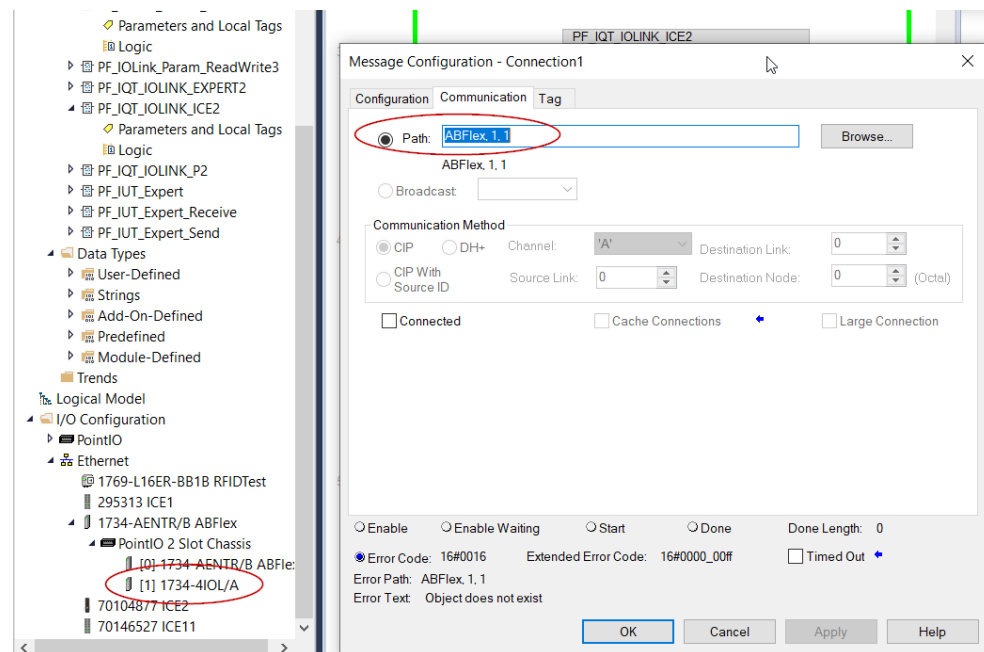 Parameters and Local Tags
Logic
PF_IOLink_Param_ReadWrite3
PF_IQT_IOLINK_EXPERT2
PF_IQT_IOLINK_ICE2
Parameters and Local Tags
Logic
PF_IQT_IOLINK_P2
PF_IUT_Expert
PF_IUT_Expert_Receive
PF_IUT_Expert_Send
Data Types
User-Defined
Strings
Add-On-Defined
Predefined
Module-Defined
Trends
Logical Model
I/O Configuration
PointIO
Ethernet
1769-L16ER-BB1B RFIDTest
295313 ICE1
1734-AENTR/B ABFlex
PointIO 2 Slot Chassis
[0] 1734-AENTR/B ABFle
[1] 1734-4IOL/A
70104877 ICE2
70146527 ICE11
PF_IQT_IOLINK_ICE2
Message Configuration - Connection1
Configuration Communication Tag
Path: ABFlex, 1, 1 Browse...
ABFlex, 1, 1
Broadcast:
Communication Method
CIP DH+ Channel: 'A' Destination Link: 0
CIP With Source ID Source Link: 0 Destination Node: 0 (Octal)
Connected Cache Connections Large Connection
Enable Enable Waiting Start Done Done Length: 0
Error Code: 16#0016 Extended Error Code: 16#0000_00ff Timed Out
Error Path: ABFlex, 1, 1
Error Text: Object does not exist
OK Cancel Apply Help